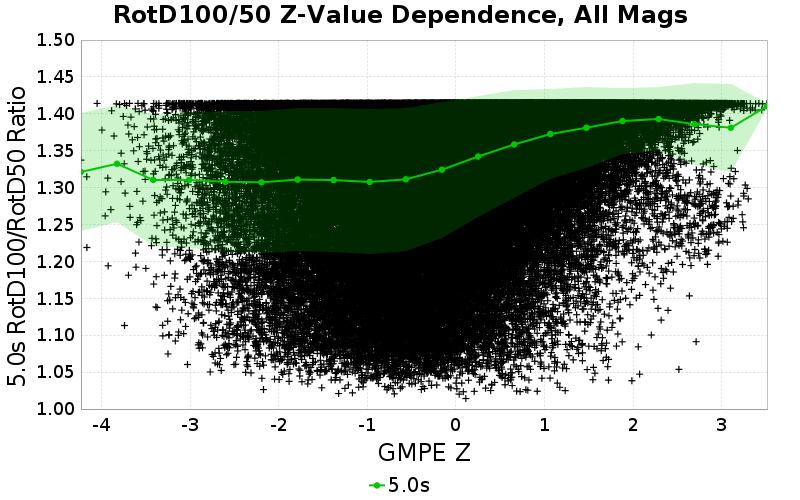 RotD100/50 Z-Value Dependence, All Mags
5.0s RotD100/RotD50 Ratio
1.50
1.45
1.40
1.35
1.30
1.25
1.20
1.15
1.10
1.05
1.00
-4 -3 -2 -1 0 1 2 3
GMPE Z
5.0s